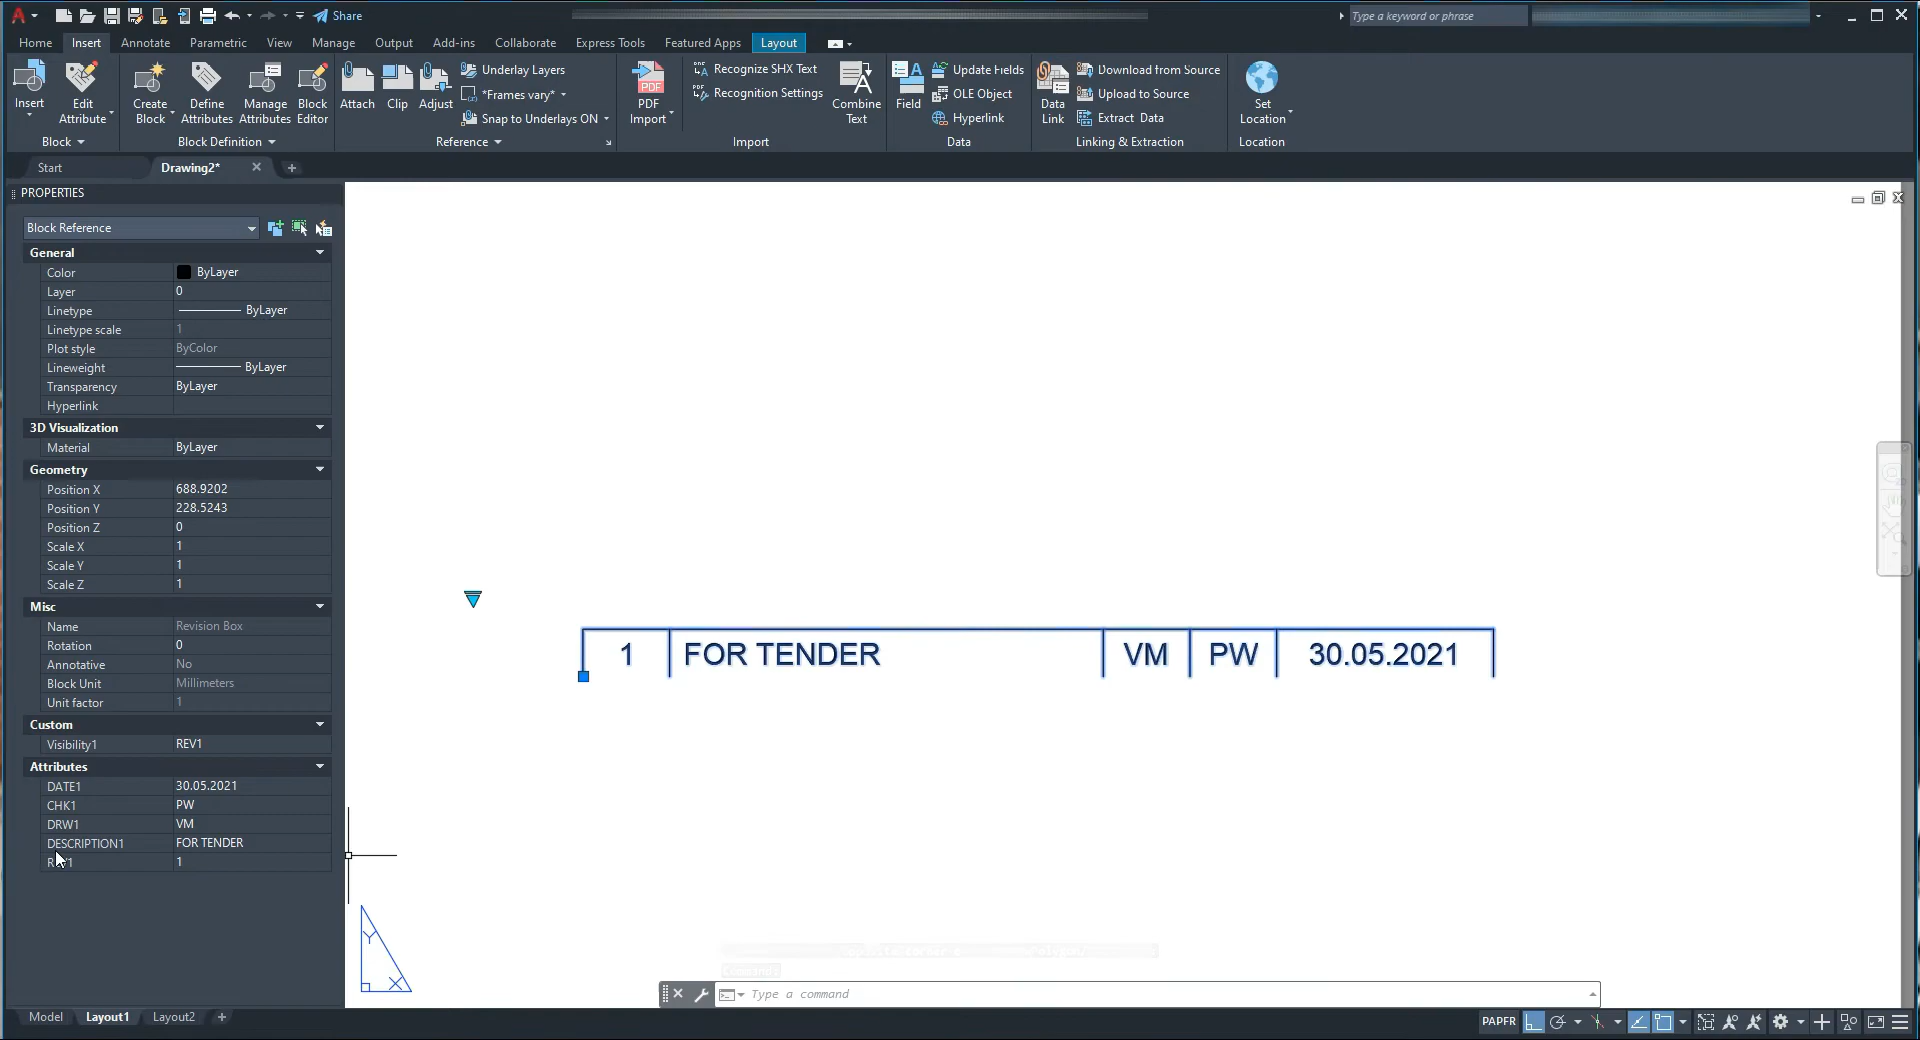 Share
Type a keyword or phrase
Home Insert Annotate Parametric View Manage Output Add-ins Collaborate Express Tools Featured Apps Layout
Insert
Edit Attribute
Create Block
Define Attributes
Manage Attributes
Block Editor
Attach
Clip
Adjust
Underlay Layers
*Frames vary*
Snap to Underlays ON
PDF
PDF Import
Recognize SHX Text
Recognition Settings
Combine Text
Field
Update Fields
OLE Object
Hyperlink
Data Link
Download from Source
Upload to Source
Extract Data
Set Location
Block
Block Definition
Reference
Import
Data
Linking & Extraction
Location
Start
Drawing2*
PROPERTIES
Block Reference
General
Color ByLayer
Layer 0
Linetype ByLayer
Linetype scale 1
Plot style ByColor
Lineweight ByLayer
Transparency ByLayer
Hyperlink
3D Visualization
Material ByLayer
Geometry
Position X 688.9202
Position Y 228.5243
Position Z 0
Scale X 1
Scale Y 1
Scale Z 1
Misc
Name Revision Box
Rotation 0
Annotative No
Block Unit Millimeters
Unit factor 1
Custom
Visibility1 REV1
Attributes
DATE1 30.05.2021
CHK1 PW
DRW1 VM
DESCRIPTION1 FOR TENDER
1
1 FOR TENDER VM PW 30.05.2021
Y
X
Command:
Type a command
Model Layout1 Layout2
PAPER